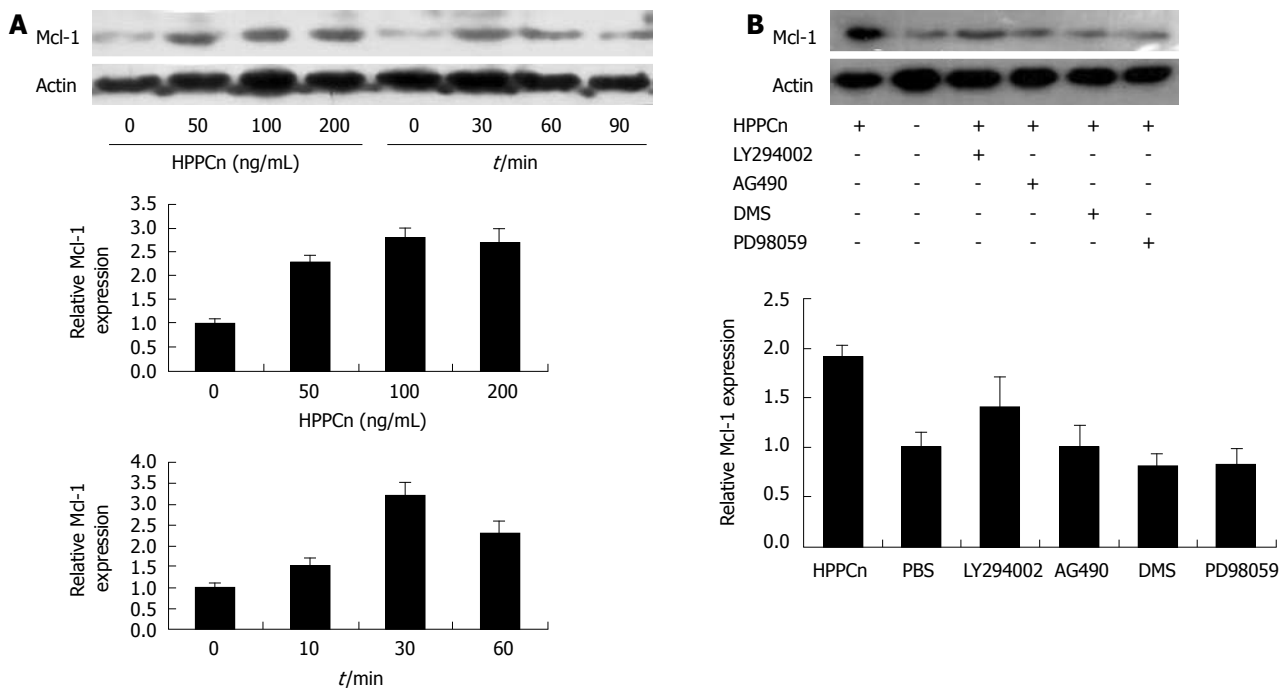 A
Mcl-1
Actin
0 50 100 200 0 30 60 90
HPPCn (ng/mL) t/min
Relative Mcl-1
expression
3.5
3.0
2.5
2.0
1.5
1.0
0.5
0.0
0 50 100 200
HPPCn (ng/mL)
Relative Mcl-1
expression
4.0
3.5
3.0
2.5
2.0
1.5
1.0
0.5
0.0
0 10 30 60
t/min
B
Mcl-1
Actin
HPPCn + - + + + +
LY294002 - - + - - -
AG490 - - - + - -
DMS - - - - + -
PD98059 - - - - - +
Relative Mcl-1 expression
2.5
2.0
1.5
1.0
0.5
0.0
HPPCn PBS LY294002 AG490 DMS PD98059